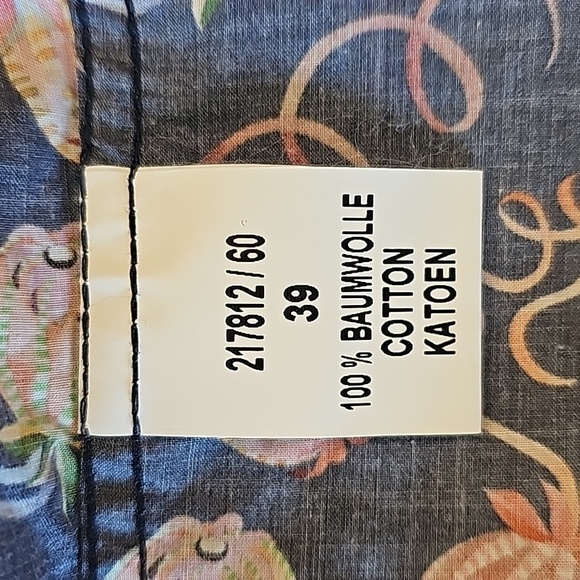 217812 / 60
39
100 % BAUMWOLLE
COTTON
KATOEN